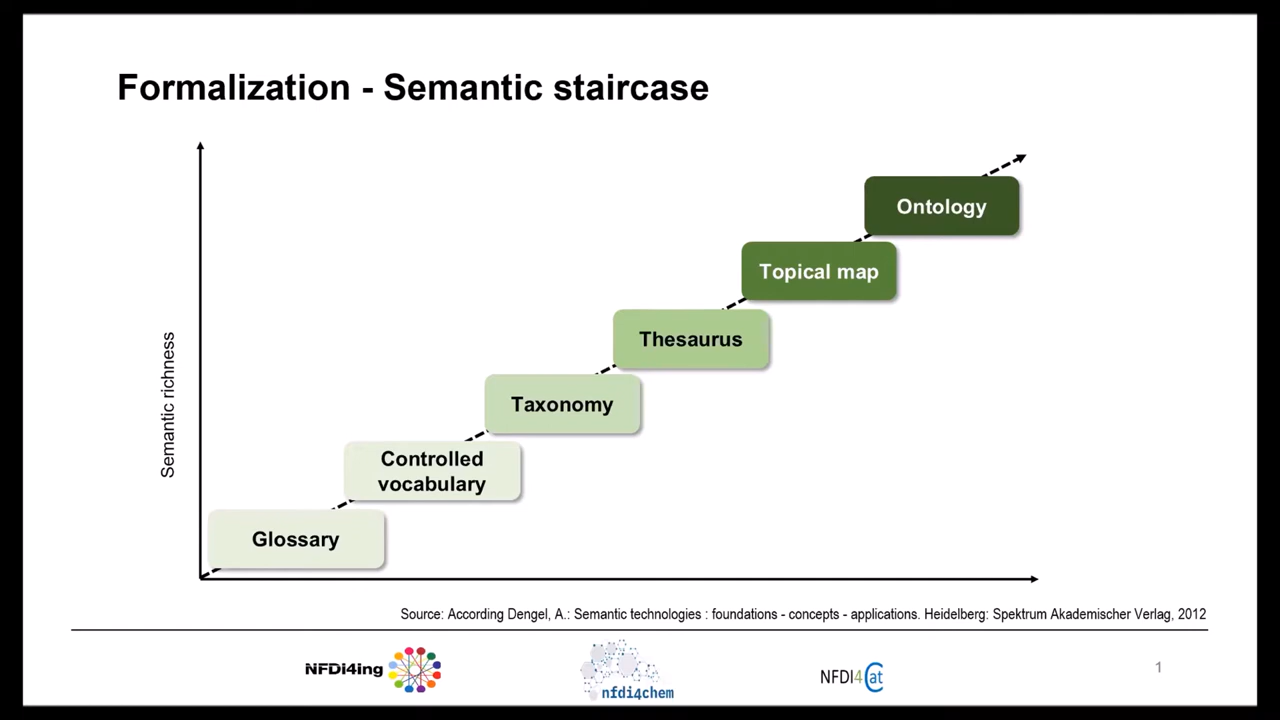 Formalization - Semantic staircase
Ontology
Topical map
Thesaurus
Taxonomy
Controlled
vocabulary
Glossary
Semantic richness
Source: According Dengel, A.: Semantic technologies : foundations - concepts - applications. Heidelberg: Spektrum Akademischer Verlag, 2012
NFDi4ing
nfdi4chem
NFDI4Cat
1